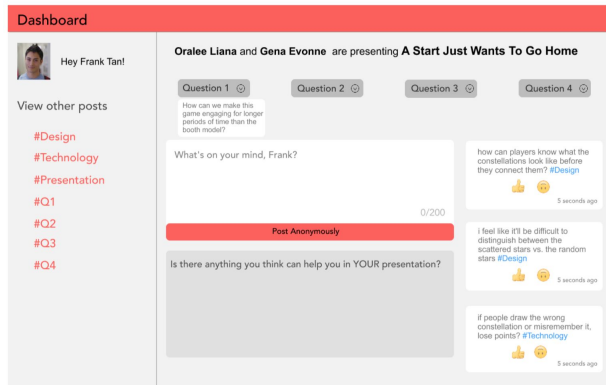 Dashboard
Hey Frank Tan!
Oralee Liana and Gena Evonne are presenting A Start Just Wants To Go Home
View other posts
#Design
#Technology
#Presentation
#Q1
#Q2
#Q3
#Q4
Question 1
Question 2
Question 3
Question 4
How can we make this
game engaging for longer
periods of time than the
booth model?
What's on your mind, Frank?
0/200
Post Anonymously
Is there anything you think can help you in YOUR presentation?
how can players know what the
constellations look like before
they connect them? #Design
5 seconds ago
i feel like it'll be difficult to
distinguish between the
scattered stars vs. the random
stars #Design
5 seconds ago
if people draw the wrong
constellation or misremember it,
lose points? #Technology
5 seconds ago